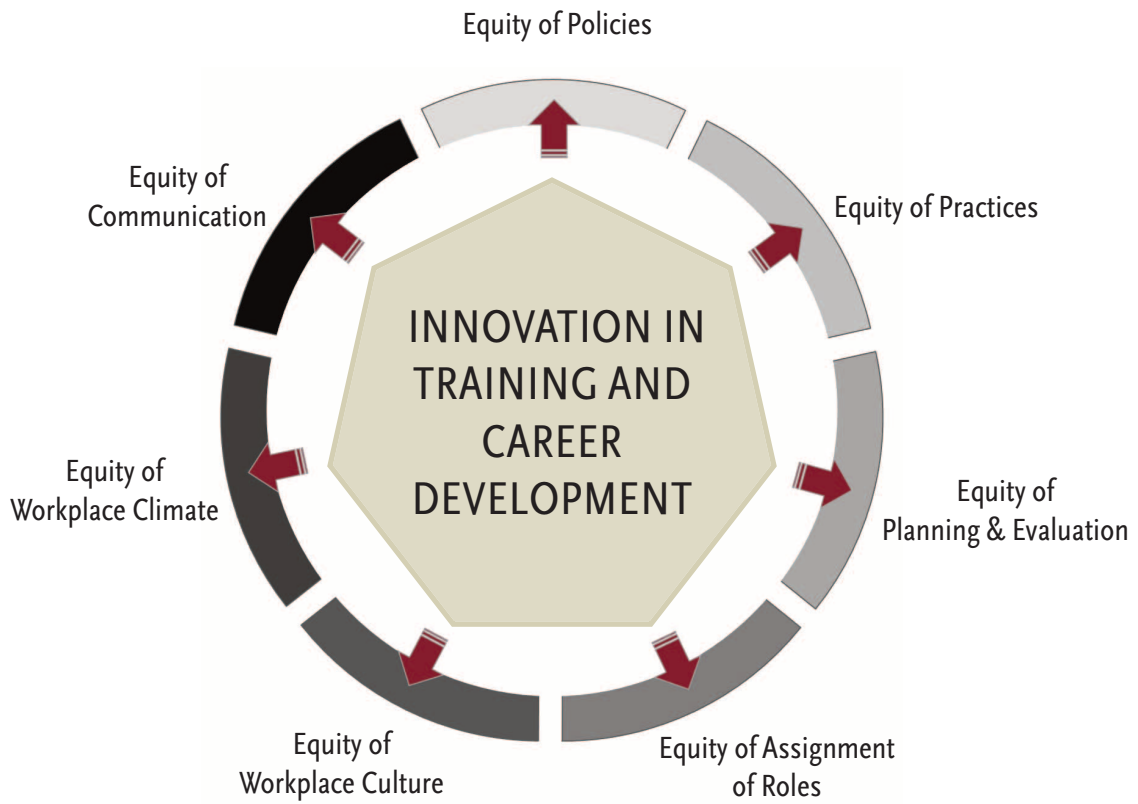 Equity of Policies
Equity of
Communication
Equity of Practices
INNOVATION IN
TRAINING AND
CAREER
DEVELOPMENT
Equity of
Workplace Climate
Equity of
Planning & Evaluation
Equity of
Workplace Culture
Equity of Assignment
of Roles